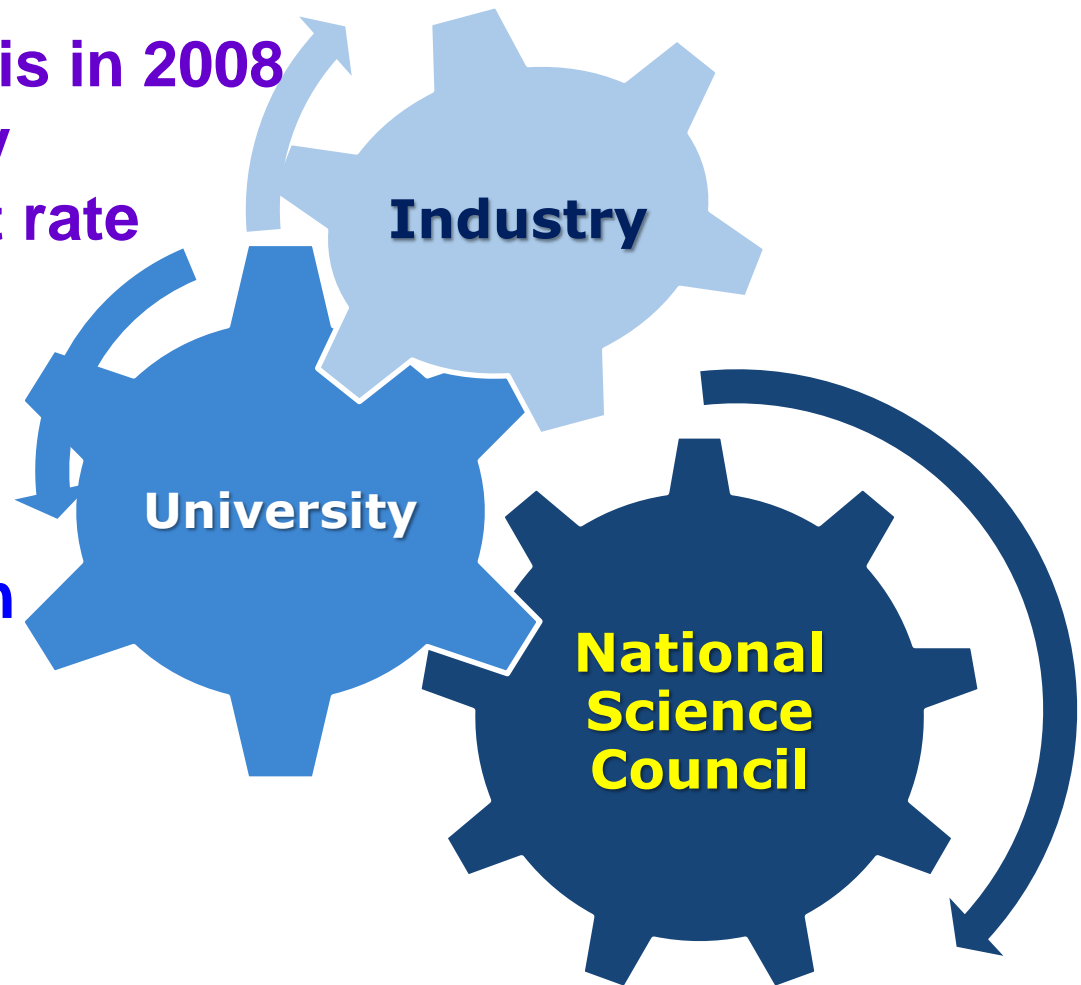 is in 2008
y
t rate
Industry
University
n
National
Science
Council